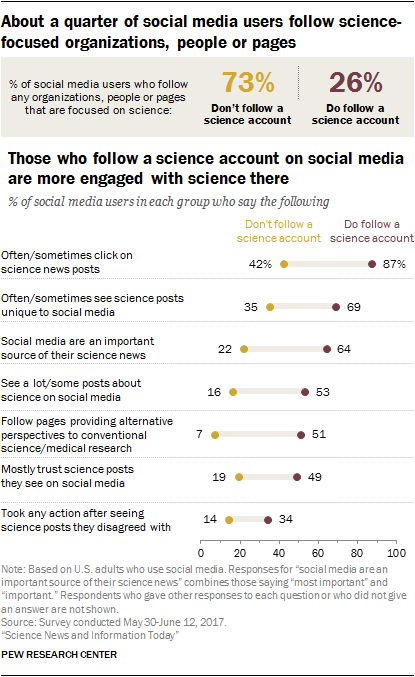 About a quarter of social media users follow science-
focused organizations, people or pages
% of social media users who follow
any organizations, people or pages
that are focused on science:
73%
Don't follow a
science account
26%
Do follow a
science account
Those who follow a science account on social media
are more engaged with science there
% of social media users in each group who say the following
Don't follow a
science account
Do follow a
science account
Often/sometimes click on
science news posts
42%
87%
Often/sometimes see science posts
unique to social media
35
69
Social media are an important
source of their science news
22
64
See a lot/some posts about
science on social media
16
53
Follow pages providing alternative
perspectives to conventional
science/medical research
7
51
Mostly trust science posts
they see on social media
19
49
Took any action after seeing
science posts they disagreed with
14
34
0 20 40 60 80 100
Note: Based on U.S. adults who use social media. Responses for "social media are an
important source of their science news" combines those saying "most important" and
"important." Respondents who gave other responses to each question or who did not give
an answer are not shown.
Source: Survey conducted May 30-June 12, 2017.
"Science News and Information Today"
PEW RESEARCH CENTER